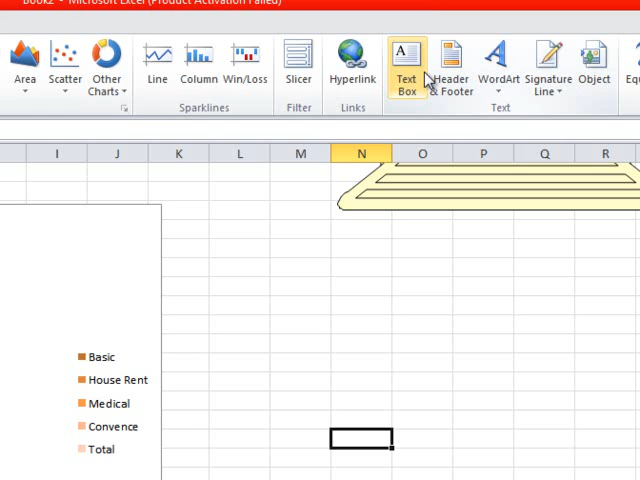 Book2 - Microsoft Excel (Product Activation Failed)
Area Scatter Other Charts
Line Column Win/Loss
Slicer
Hyperlink
Text Box
Header & Footer
WordArt
Signature Line
Object
Sparklines Filter Links Text
I J K L M N O P Q R
Basic
House Rent
Medical
Convence
Total